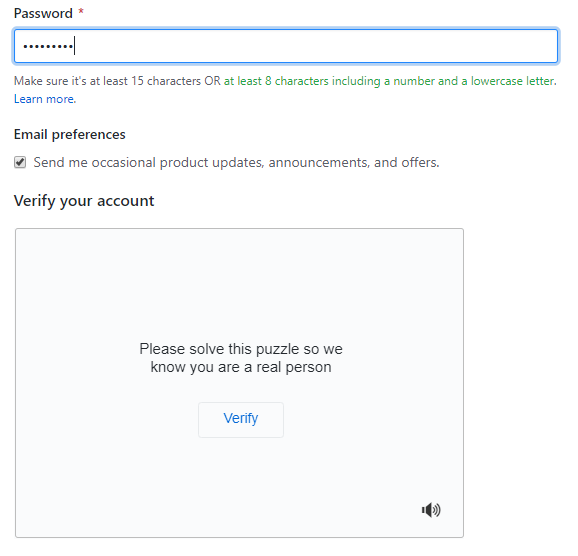 Password *
•••••••••
Make sure it's at least 15 characters OR at least 8 characters including a number and a lowercase letter.
Learn more.
Email preferences
Send me occasional product updates, announcements, and offers.
Verify your account
Please solve this puzzle so we
know you are a real person
Verify